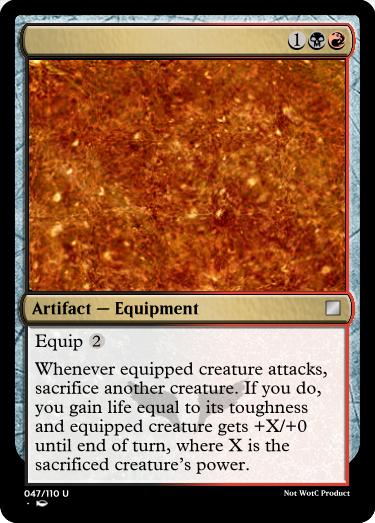 1
Artifact — Equipment
Equip 2
Whenever equipped creature attacks,
sacrifice another creature. If you do,
you gain life equal to its toughness
and equipped creature gets +X/+0
until end of turn, where X is the
sacrificed creature's power.
047/110 U
Not WotC Product